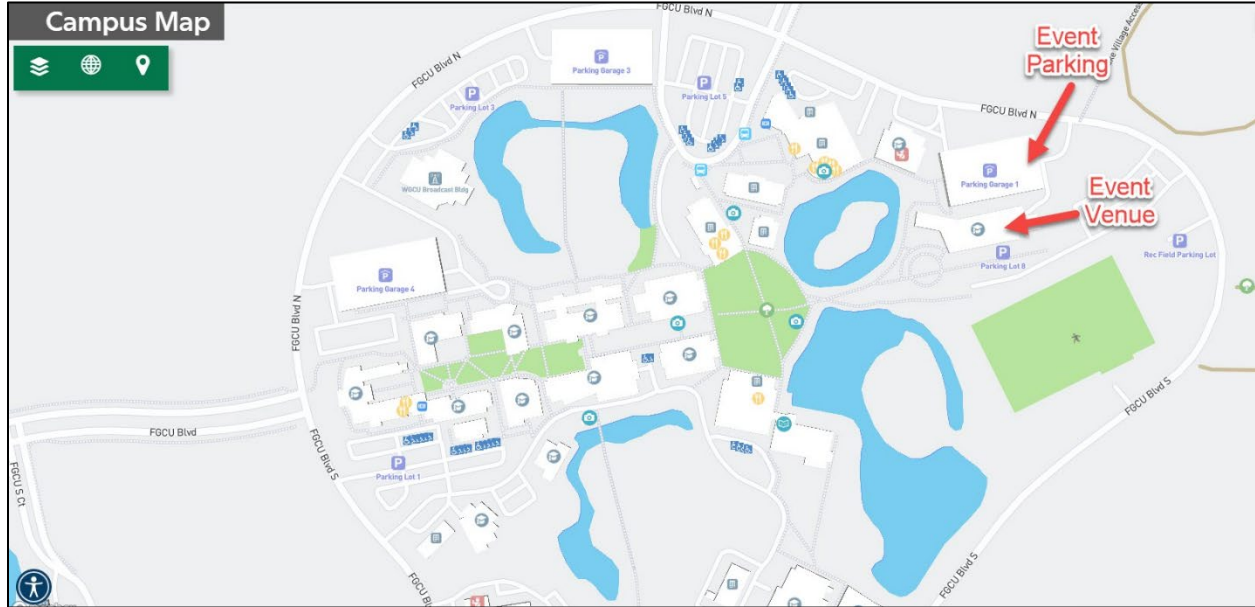 Campus Map
FGCU Blvd N
Parking Garage 3
Parking Lot 3
Parking Lot 5
Event
Parking
FGCU Blvd N
Village Access
WGCU Broadcast Bldg
Parking Garage 1
Event
Venue
Parking Lot 8
Rec Field Parking Lot
Parking Garage 4
FGCU Blvd N
FGCU Blvd
FGCU Blvd S
FGCU Blvd S
Parking Lot 1
FGCU S Ct
FGCU Blvd S
FGCU Blvd S